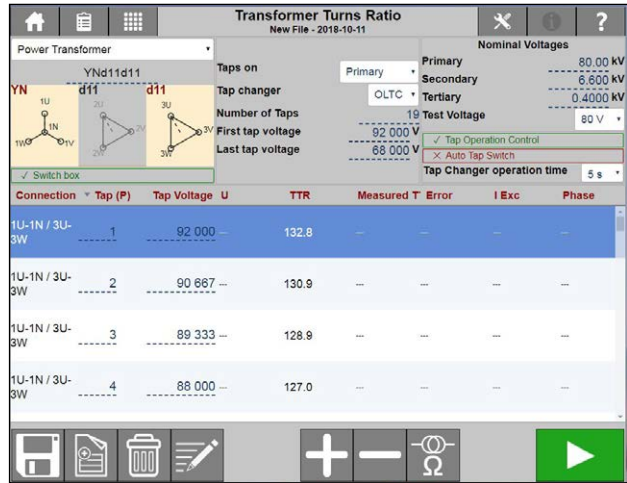 Transformer Turns Ratio
New File - 2018-10-11
?
Power Transformer
YNd11d11
YN d11 d11
1U 1N 1W 1V
2U 2V 2W
3U 3V 3W
✓ Switch box
Taps on Primary
Tap changer OLTC
Number of Taps 19
First tap voltage 92 000 V
Last tap voltage 68 000 V
Nominal Voltages
Primary 80.00 kV
Secondary 6.600 kV
Tertiary 0.4000 kV
Test Voltage 80 V
✓ Tap Operation Control
✕ Auto Tap Switch
Tap Changer operation time 5 s
Connection Tap (P) Tap Voltage U TTR Measured T Error I Exc Phase
1U-1N / 3U- 1 92 000 -- 132.8 --- --- --- ---
3W
1U-1N / 3U- 2 90 667 -- 130.9 --- --- --- ---
3W
1U-1N / 3U- 3 89 333 -- 128.9 --- --- --- ---
3W
1U-1N / 3U- 4 88 000 -- 127.0 --- --- --- ---
3W
Ω